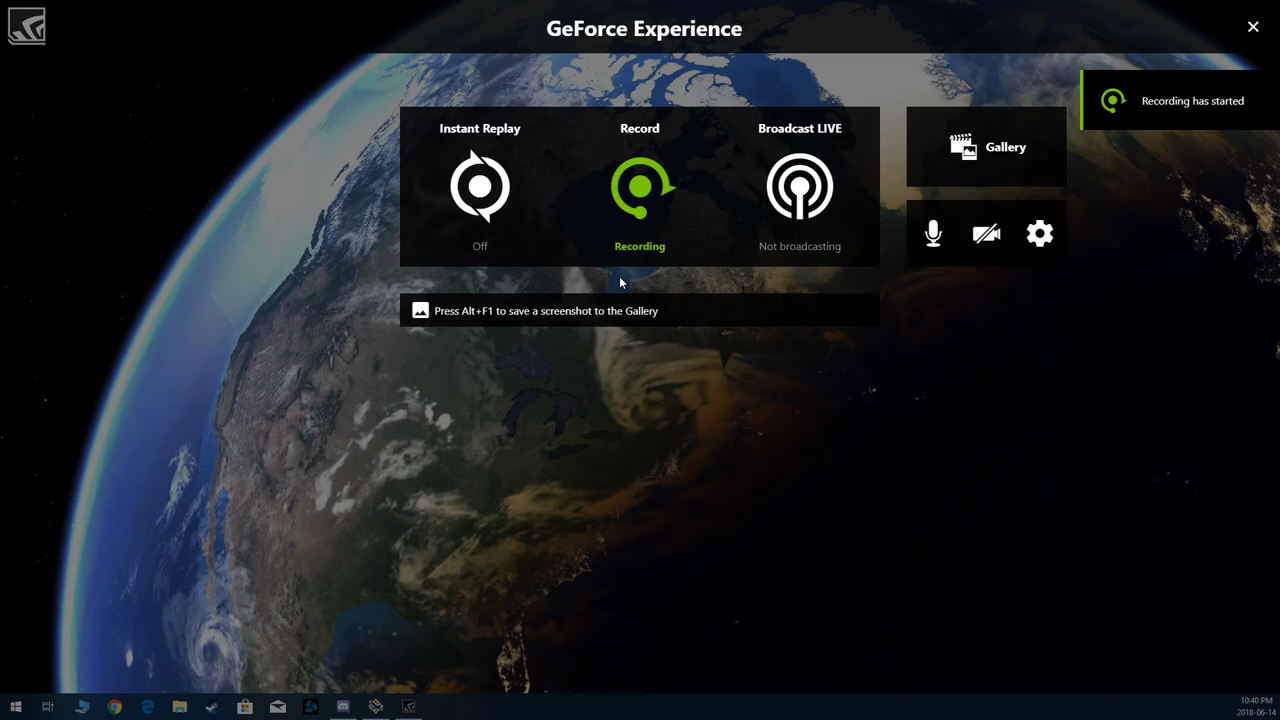 GeForce Experience
Recording has started
Instant Replay
Record
Broadcast LIVE
Gallery
Off
Recording
Not broadcasting
Press Alt+F1 to save a screenshot to the Gallery
10:40 PM
2018-06-14